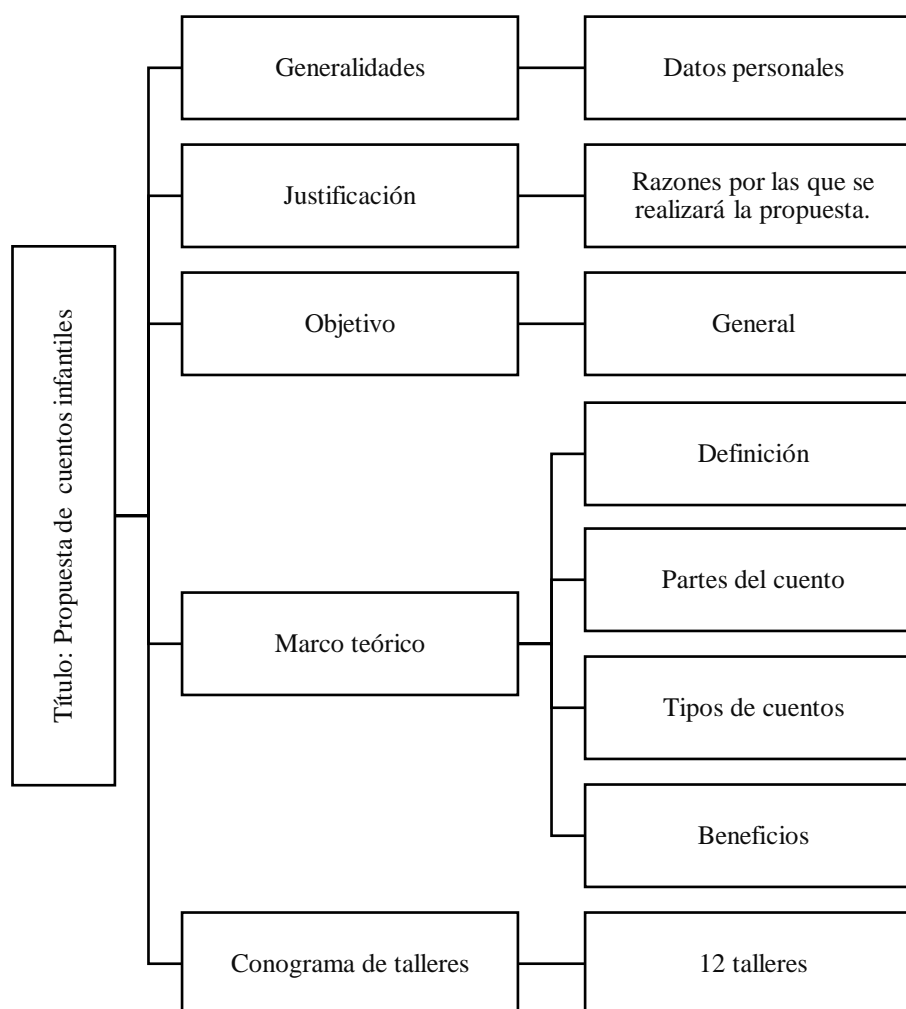 Título: Propuesta de cuentos infantiles
Generalidades
Datos personales
Justificación
Razones por las que se
realizará la propuesta.
Objetivo
General
Marco teórico
Definición
Partes del cuento
Tipos de cuentos
Beneficios
Conograma de talleres
12 talleres